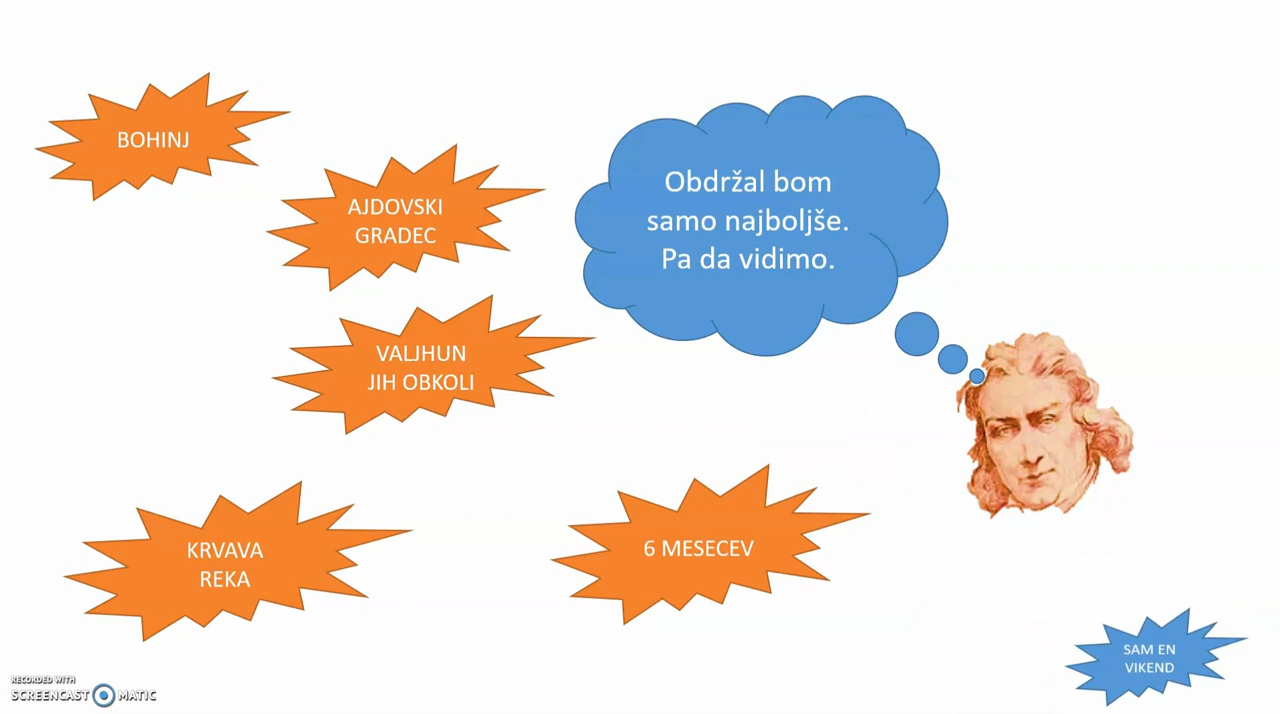 BOHINJ
AJDOVSKI
GRADEC
Obdržal bom
samo najboljše.
Pa da vidimo.
VALJHUN
JIH OBKOLI
KRVAVA
REKA
6 MESECEV
SAM EN
VIKEND
RECORDED WITH
SCREENCAST MATIC